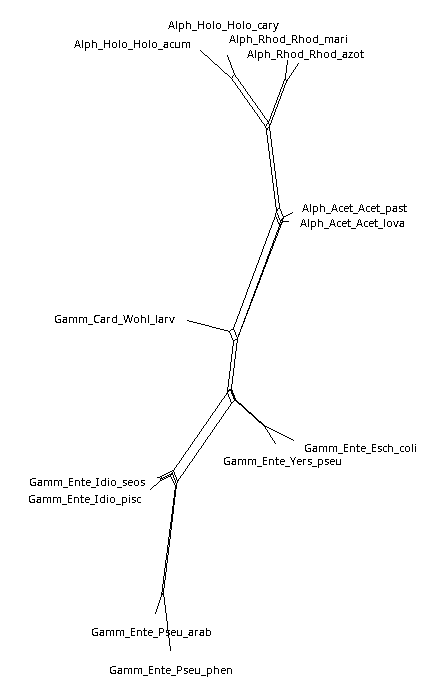 Alph_Holo_Holo_cary
Alph_Rhod_Rhod_mari
Alph_Holo_Holo_acum
Alph_Rhod_Rhod_azot
Alph_Acet_Acet_past
Alph_Acet_Acet_lova
Gamm_Card_Wohl_larv
Gamm_Ente_Esch_coli
Gamm_Ente_Yers_pseu
Gamm_Ente_Idio_seos
Gamm_Ente_Idio_pisc
Gamm_Ente_Pseu_arab
Gamm_Ente_Pseu_phen